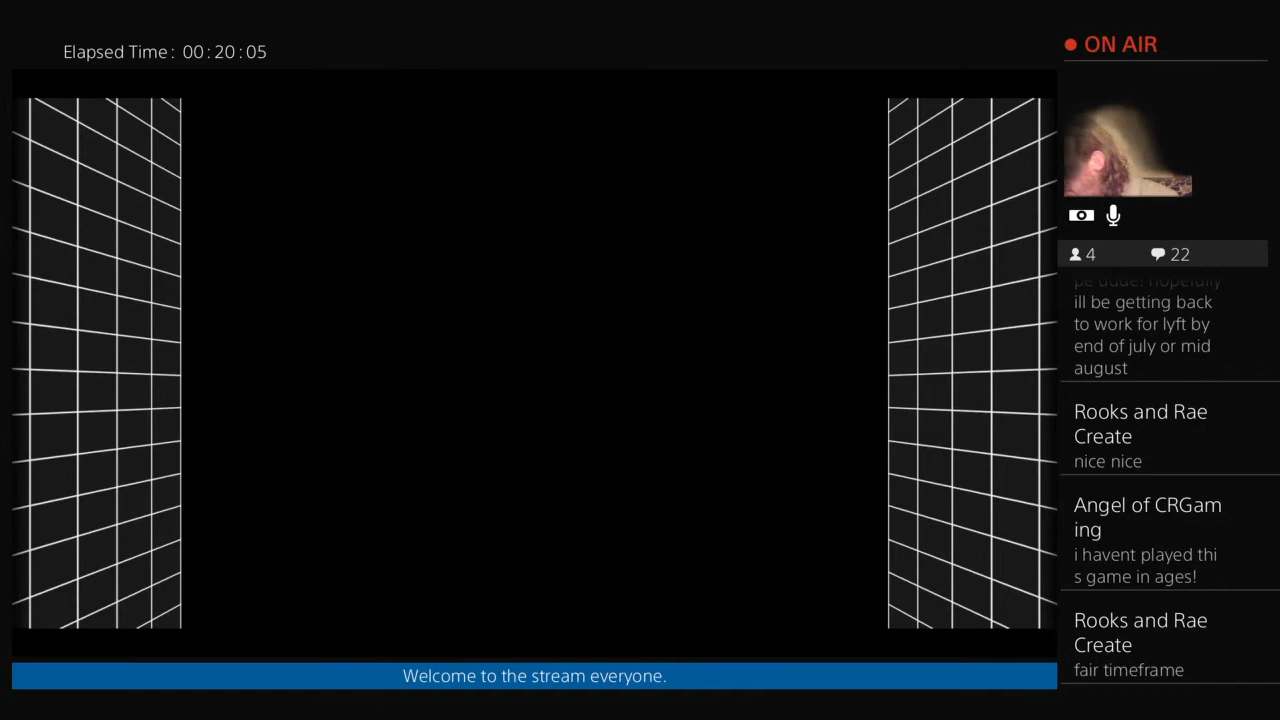 Elapsed Time: 00:20:05
ON AIR
4
22
ill be getting back
to work for lyft by
end of july or mid
august
Rooks and Rae
Create
nice nice
Angel of CRGam
ing
i havent played thi
s game in ages!
Rooks and Rae
Create
fair timeframe
Welcome to the stream everyone.